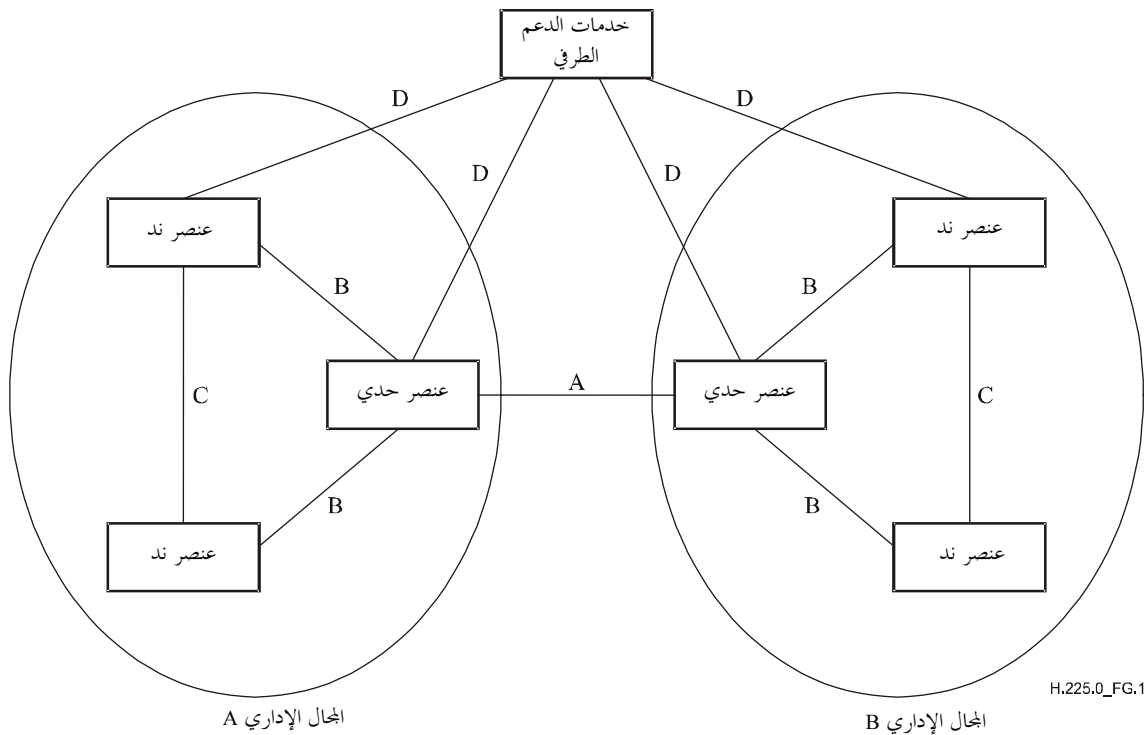 خدمات الدعم
الطرفي
D
D
D
D
عنصر ند
عنصر ند
B
B
عنصر حدي
A
عنصر حدي
C
C
B
B
عنصر ند
عنصر ند
H.225.0_FG.1
المجال الإداري A
المجال الإداري B